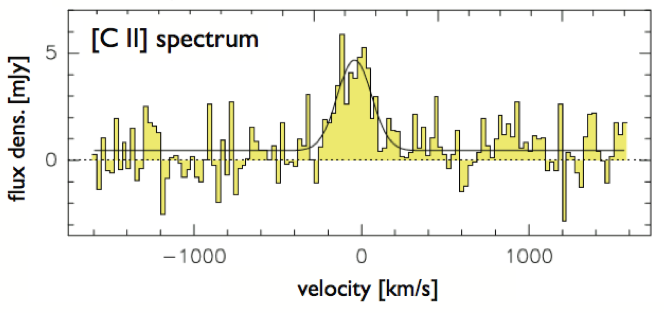 [C II] spectrum
flux dens. [mJy]
5
0
−1000 0 1000
velocity [km/s]